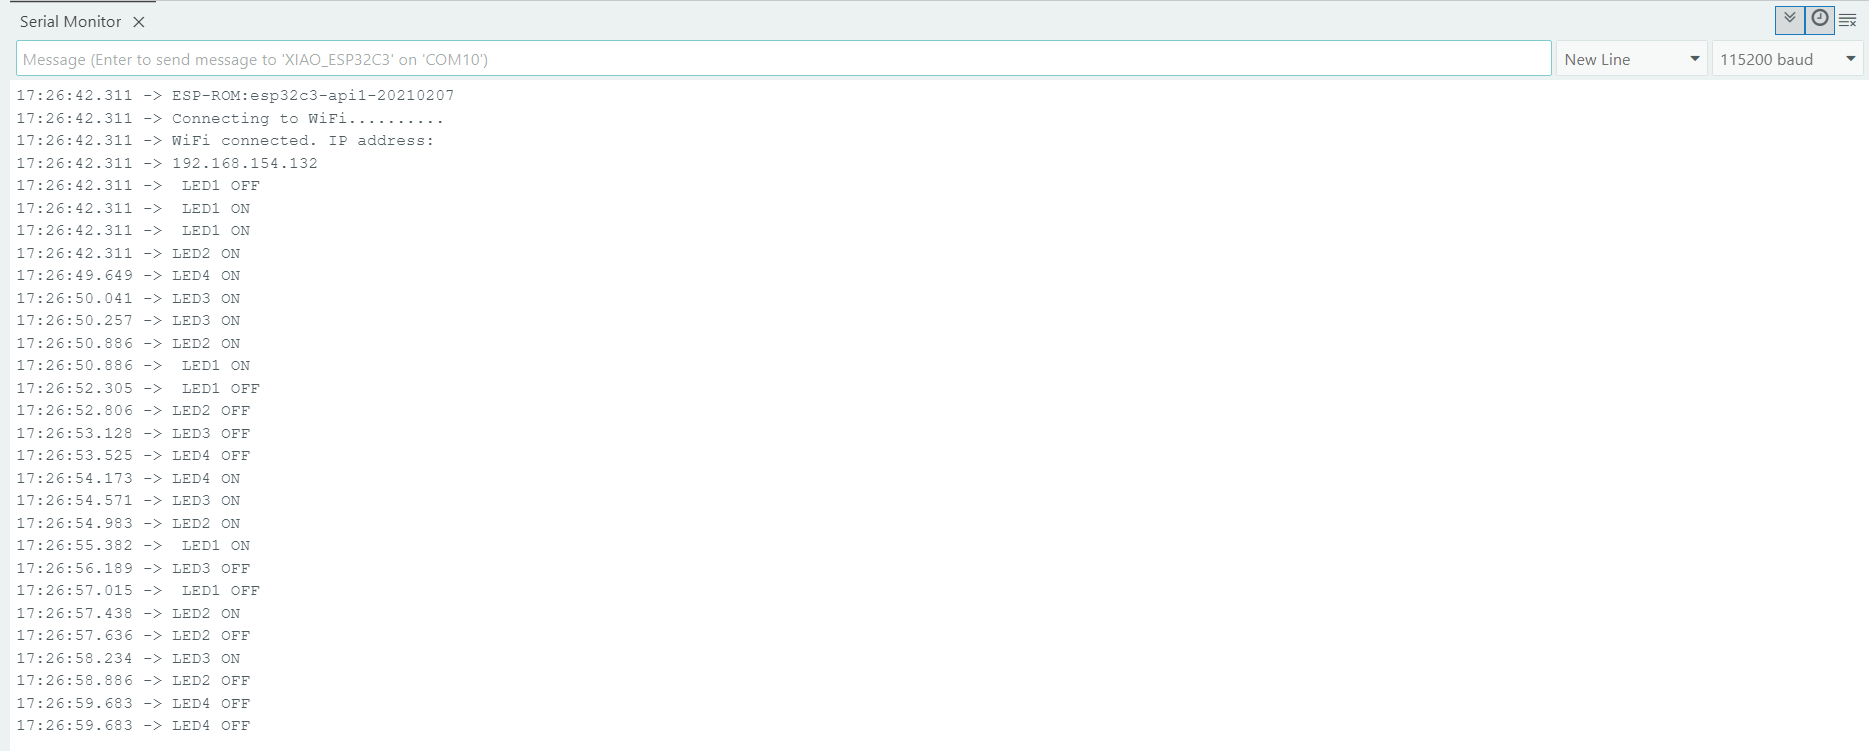 Serial Monitor
Message (Enter to send message to 'XIAO_ESP32C3' on 'COM10')
New Line
115200 baud
17:26:42.311 -> ESP-ROM:esp32c3-api1-20210207
17:26:42.311 -> Connecting to WiFi..........
17:26:42.311 -> WiFi connected. IP address:
17:26:42.311 -> 192.168.154.132
17:26:42.311 ->  LED1 OFF
17:26:42.311 ->  LED1 ON
17:26:42.311 ->  LED1 ON
17:26:42.311 -> LED2 ON
17:26:49.649 -> LED4 ON
17:26:50.041 -> LED3 ON
17:26:50.257 -> LED3 ON
17:26:50.886 -> LED2 ON
17:26:50.886 ->  LED1 ON
17:26:52.305 ->  LED1 OFF
17:26:52.806 -> LED2 OFF
17:26:53.128 -> LED3 OFF
17:26:53.525 -> LED4 OFF
17:26:54.173 -> LED4 ON
17:26:54.571 -> LED3 ON
17:26:54.983 -> LED2 ON
17:26:55.382 ->  LED1 ON
17:26:56.189 -> LED3 OFF
17:26:57.015 ->  LED1 OFF
17:26:57.438 -> LED2 ON
17:26:57.636 -> LED2 OFF
17:26:58.234 -> LED3 ON
17:26:58.886 -> LED2 OFF
17:26:59.683 -> LED4 OFF
17:26:59.683 -> LED4 OFF